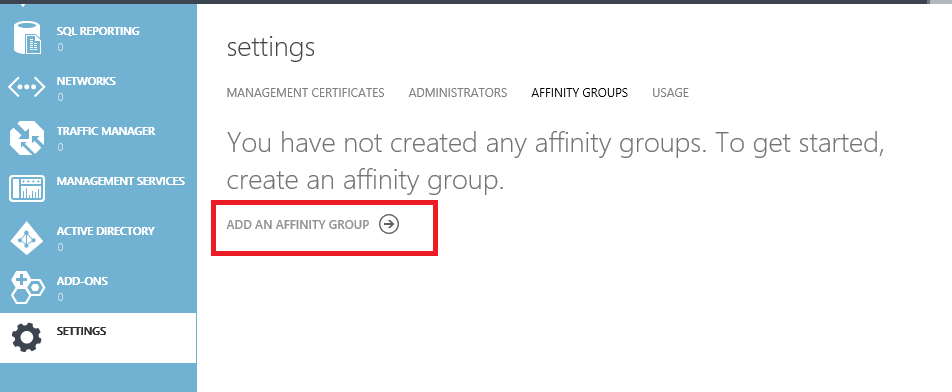 SQL REPORTING
0
NETWORKS
0
TRAFFIC MANAGER
0
MANAGEMENT SERVICES
ACTIVE DIRECTORY
0
ADD-ONS
0
SETTINGS
settings
MANAGEMENT CERTIFICATES ADMINISTRATORS AFFINITY GROUPS USAGE
You have not created any affinity groups. To get started,
create an affinity group.
ADD AN AFFINITY GROUP